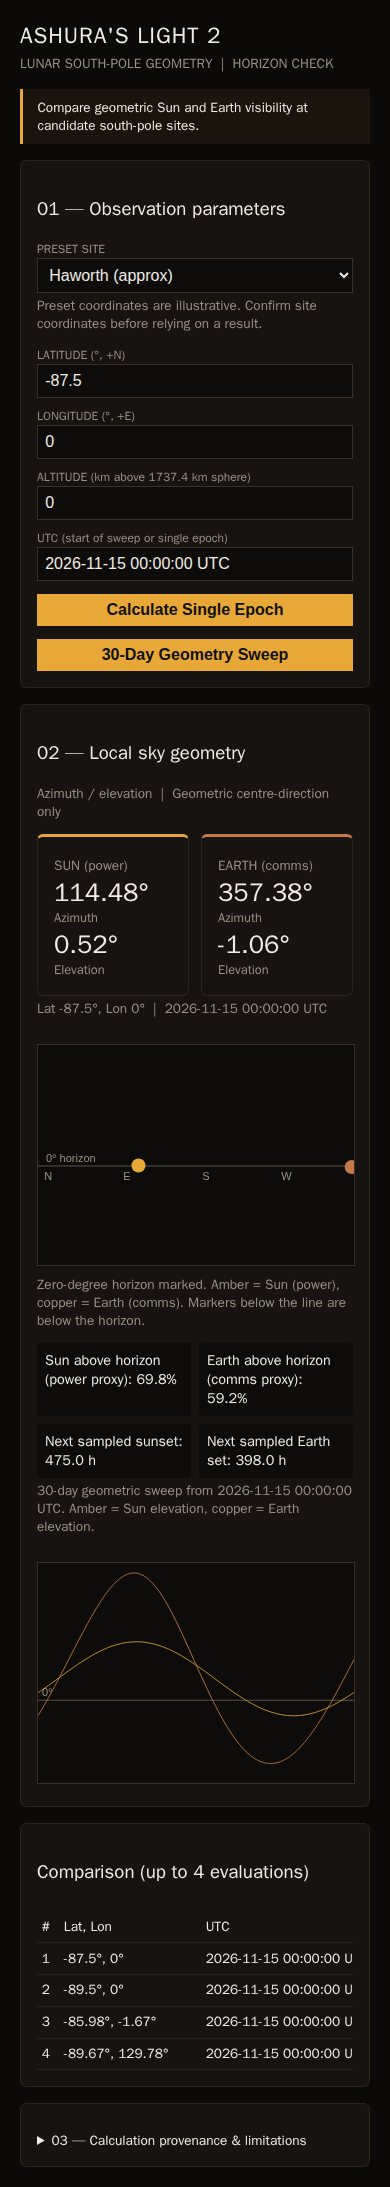 ASHURA'S LIGHT 2
LUNAR SOUTH-POLE GEOMETRY | HORIZON CHECK
Compare geometric Sun and Earth visibility at
candidate south-pole sites.
01 — Observation parameters
PRESET SITE
Haworth (approx)
Preset coordinates are illustrative. Confirm site
coordinates before relying on a result.
LATITUDE (°, +N)
-87.5
LONGITUDE (°, +E)
0
ALTITUDE (km above 1737.4 km sphere)
0
UTC (start of sweep or single epoch)
2026-11-15 00:00:00 UTC
Calculate Single Epoch
30-Day Geometry Sweep
02 — Local sky geometry
Azimuth / elevation | Geometric centre-direction
only
SUN (power)
114.48°
Azimuth
0.52°
Elevation
EARTH (comms)
357.38°
Azimuth
-1.06°
Elevation
Lat -87.5°, Lon 0° | 2026-11-15 00:00:00 UTC
0° horizon
N E S W
Zero-degree horizon marked. Amber = Sun (power),
copper = Earth (comms). Markers below the line are
below the horizon.
Sun above horizon
(power proxy): 69.8%
Earth above horizon
(comms proxy):
59.2%
Next sampled sunset:
475.0 h
Next sampled Earth
set: 398.0 h
30-day geometric sweep from 2026-11-15 00:00:00
UTC. Amber = Sun elevation, copper = Earth
elevation.
0°
Comparison (up to 4 evaluations)
# Lat, Lon UTC
1 -87.5°, 0° 2026-11-15 00:00:00 U
2 -89.5°, 0° 2026-11-15 00:00:00 U
3 -85.98°, -1.67° 2026-11-15 00:00:00 U
4 -89.67°, 129.78° 2026-11-15 00:00:00 U
03 — Calculation provenance & limitations